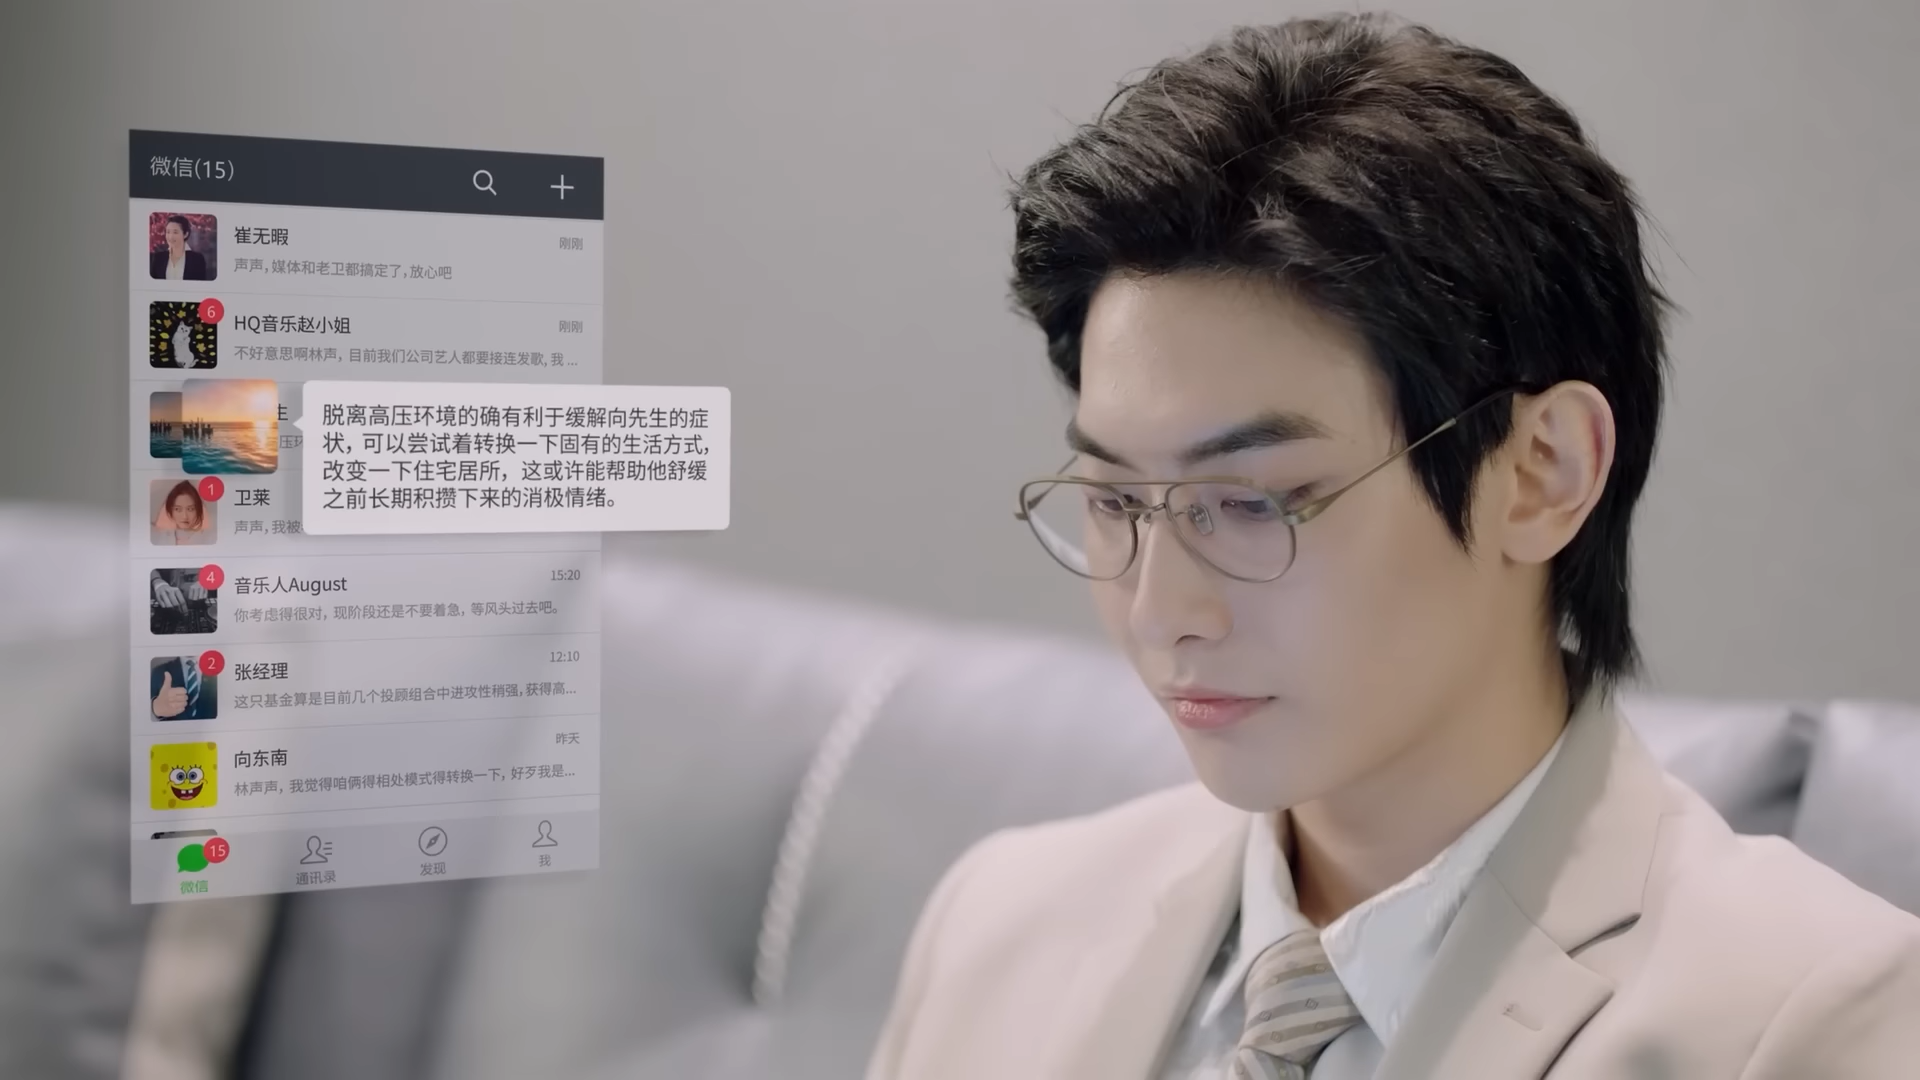 微信(15)
崔无暇
刚刚
声声，媒体和老卫都搞定了，放心吧
6
HQ音乐赵小姐
刚刚
不好意思啊林声，目前我们公司艺人都要接连发歌，我...
生
高压环
脱离高压环境的确有利于缓解向先生的症
状，可以尝试着转换一下固有的生活方式，
改变一下住宅居所，这或许能帮助他舒缓
之前长期积攒下来的消极情绪。
1
卫莱
声声，我被
4
音乐人August
15:20
你考虑得很对，现阶段还是不要着急，等风头过去吧。
2
张经理
12:10
这只基金算是目前几个投顾组合中进攻性稍强，获得高...
向东南
昨天
林声声，我觉得咱俩得相处模式得转换一下，好歹我是...
15
微信
通讯录
发现
我